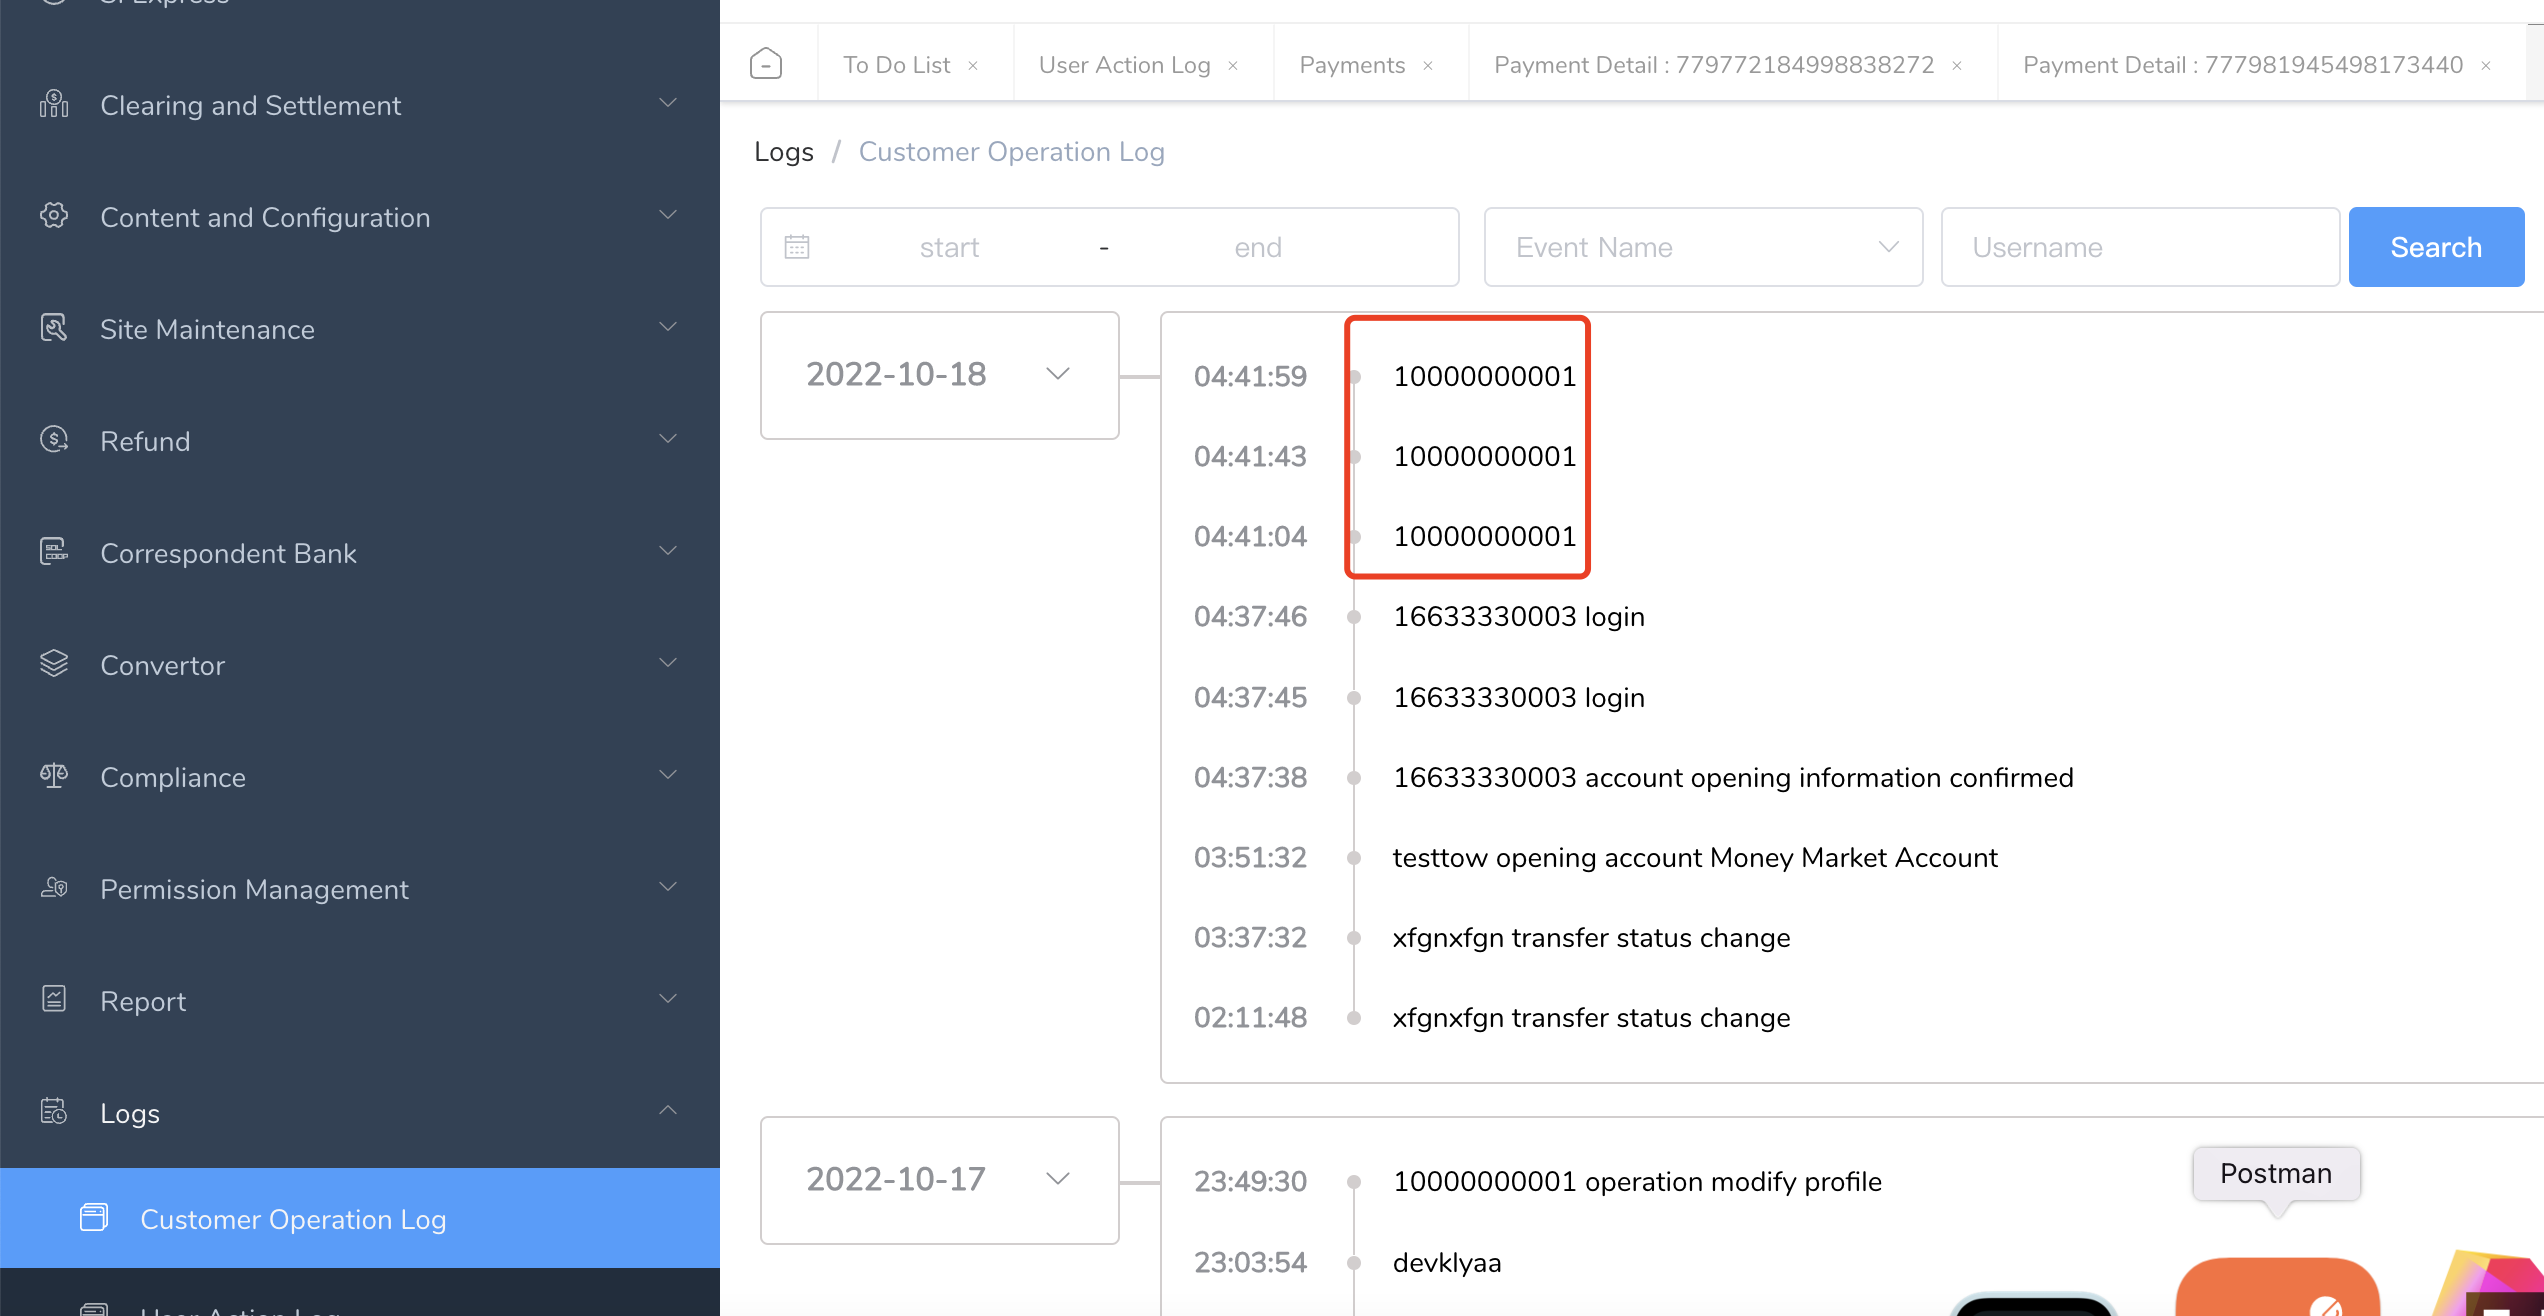 Clearing and Settlement
Content and Configuration
Site Maintenance
Refund
Correspondent Bank
Convertor
Compliance
Permission Management
Report
Logs
Customer Operation Log
User Action Log
To Do List × User Action Log × Payments × Payment Detail : 779772184998838272 × Payment Detail : 777981945498173440 ×
Logs / Customer Operation Log
start - end Event Name Username Search
2022-10-18
04:41:59 10000000001
04:41:43 10000000001
04:41:04 10000000001
04:37:46 16633330003 login
04:37:45 16633330003 login
04:37:38 16633330003 account opening information confirmed
03:51:32 testtow opening account Money Market Account
03:37:32 xfgnxfgn transfer status change
02:11:48 xfgnxfgn transfer status change
2022-10-17
23:49:30 10000000001 operation modify profile
23:03:54 devklyaa
Postman